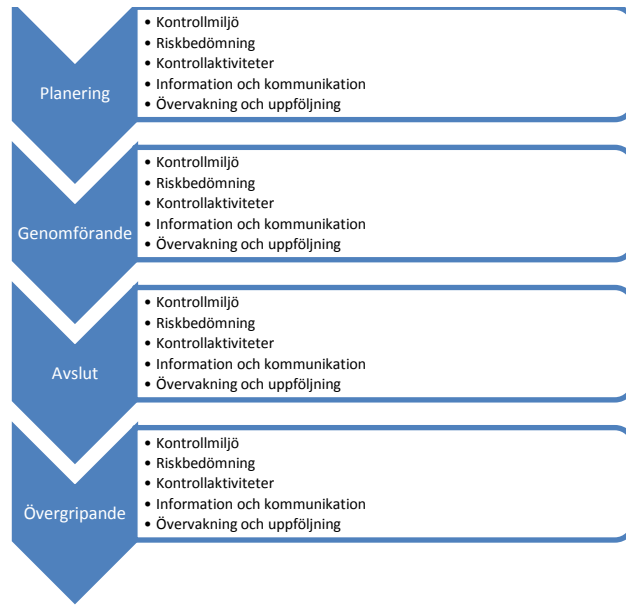 Planering
• Kontrollmiljö
• Riskbedömning
• Kontrollaktiviteter
• Information och kommunikation
• Övervakning och uppföljning
Genomförande
• Kontrollmiljö
• Riskbedömning
• Kontrollaktiviteter
• Information och kommunikation
• Övervakning och uppföljning
Avslut
• Kontrollmiljö
• Riskbedömning
• Kontrollaktiviteter
• Information och kommunikation
• Övervakning och uppföljning
Övergripande
• Kontrollmiljö
• Riskbedömning
• Kontrollaktiviteter
• Information och kommunikation
• Övervakning och uppföljning